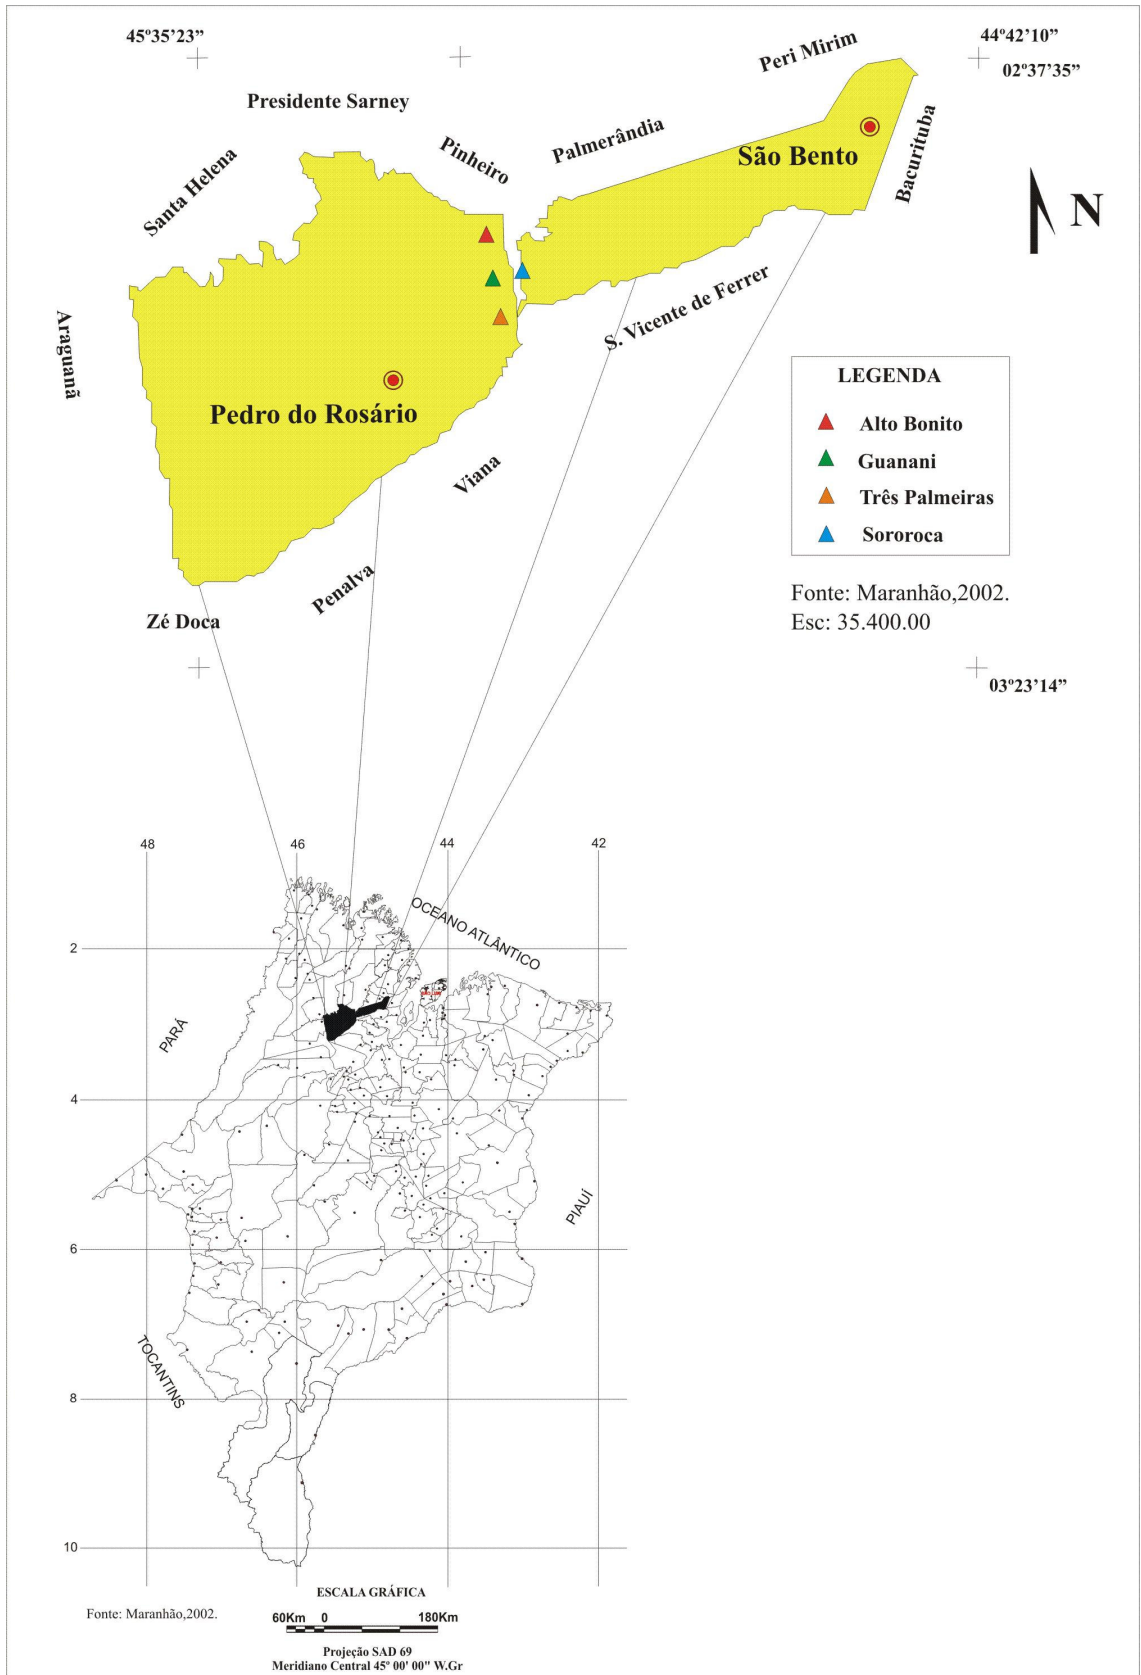 45º35’23”
44º42’10”
02º37’35”
Peri Mirim
Presidente Sarney
Pinheiro
Palmerândia
São Bento
Bacurituba
Santa Helena
N
S. Vicente de Ferrer
Araguanã
Pedro do Rosário
Viana
Penalva
Zé Doca
LEGENDA
Alto Bonito
Guanani
Três Palmeiras
Sororoca
Fonte: Maranhão,2002.
Esc: 35.400.00
03º23’14”
48
46
44
42
OCEANO ATLÂNTICO
2
PARÁ
4
PIAUÍ
6
TOCANTINS
8
10
ESCALA GRÁFICA
Fonte: Maranhão,2002.
60Km 0 180Km
Projeção SAD 69
Meridiano Central 45º 00' 00" W.Gr